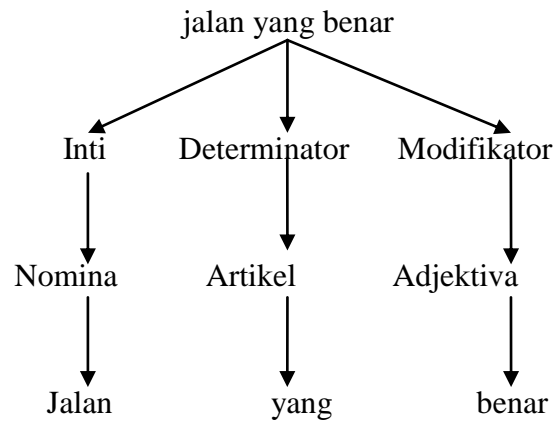 jalan yang benar
Inti Determinator Modifikator
Nomina Artikel Adjektiva
Jalan yang benar